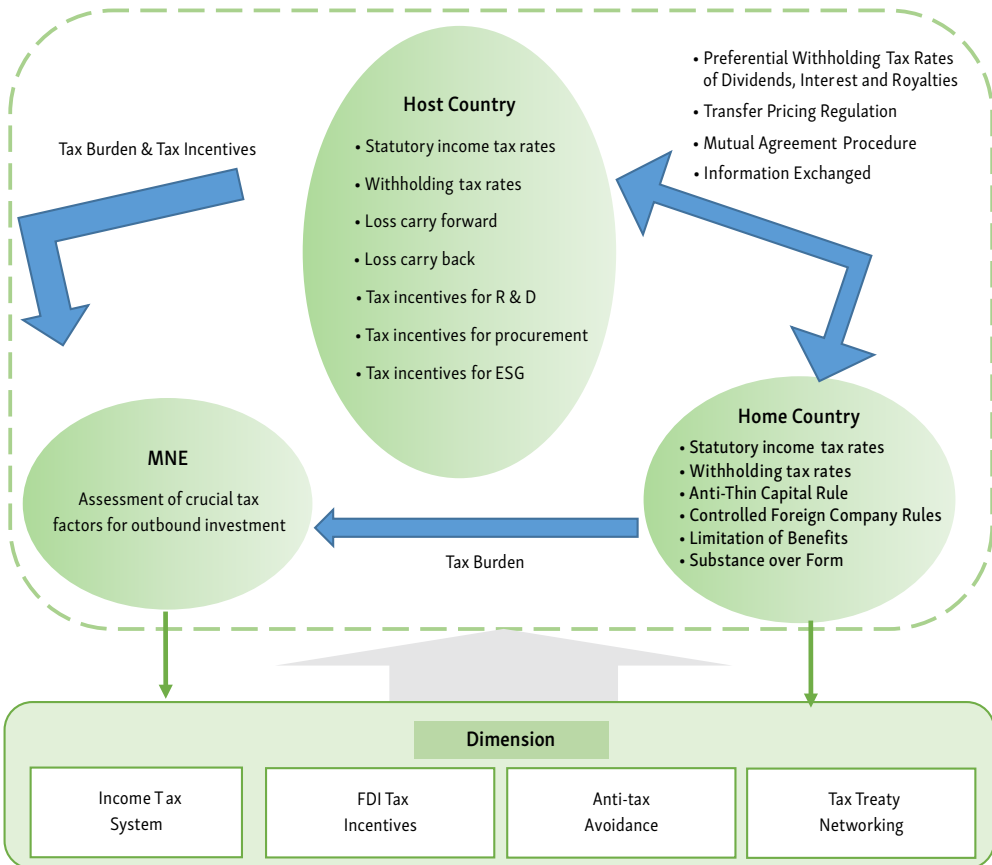 • Preferential Withholding Tax Rates
of Dividends, Interest and Royalties
• Transfer Pricing Regulation
• Mutual Agreement Procedure
• Information Exchanged
Host Country
• Statutory income tax rates
• Withholding tax rates
• Loss carry forward
• Loss carry back
• Tax incentives for R & D
• Tax incentives for procurement
• Tax incentives for ESG
Tax Burden & Tax Incentives
MNE
Assessment of crucial tax
factors for outbound investment
Tax Burden
Home Country
• Statutory income tax rates
• Withholding tax rates
• Anti-Thin Capital Rule
• Controlled Foreign Company Rules
• Limitation of Benefits
• Substance over Form
Dimension
Income Tax
System
FDI Tax
Incentives
Anti-tax
Avoidance
Tax Treaty
Networking